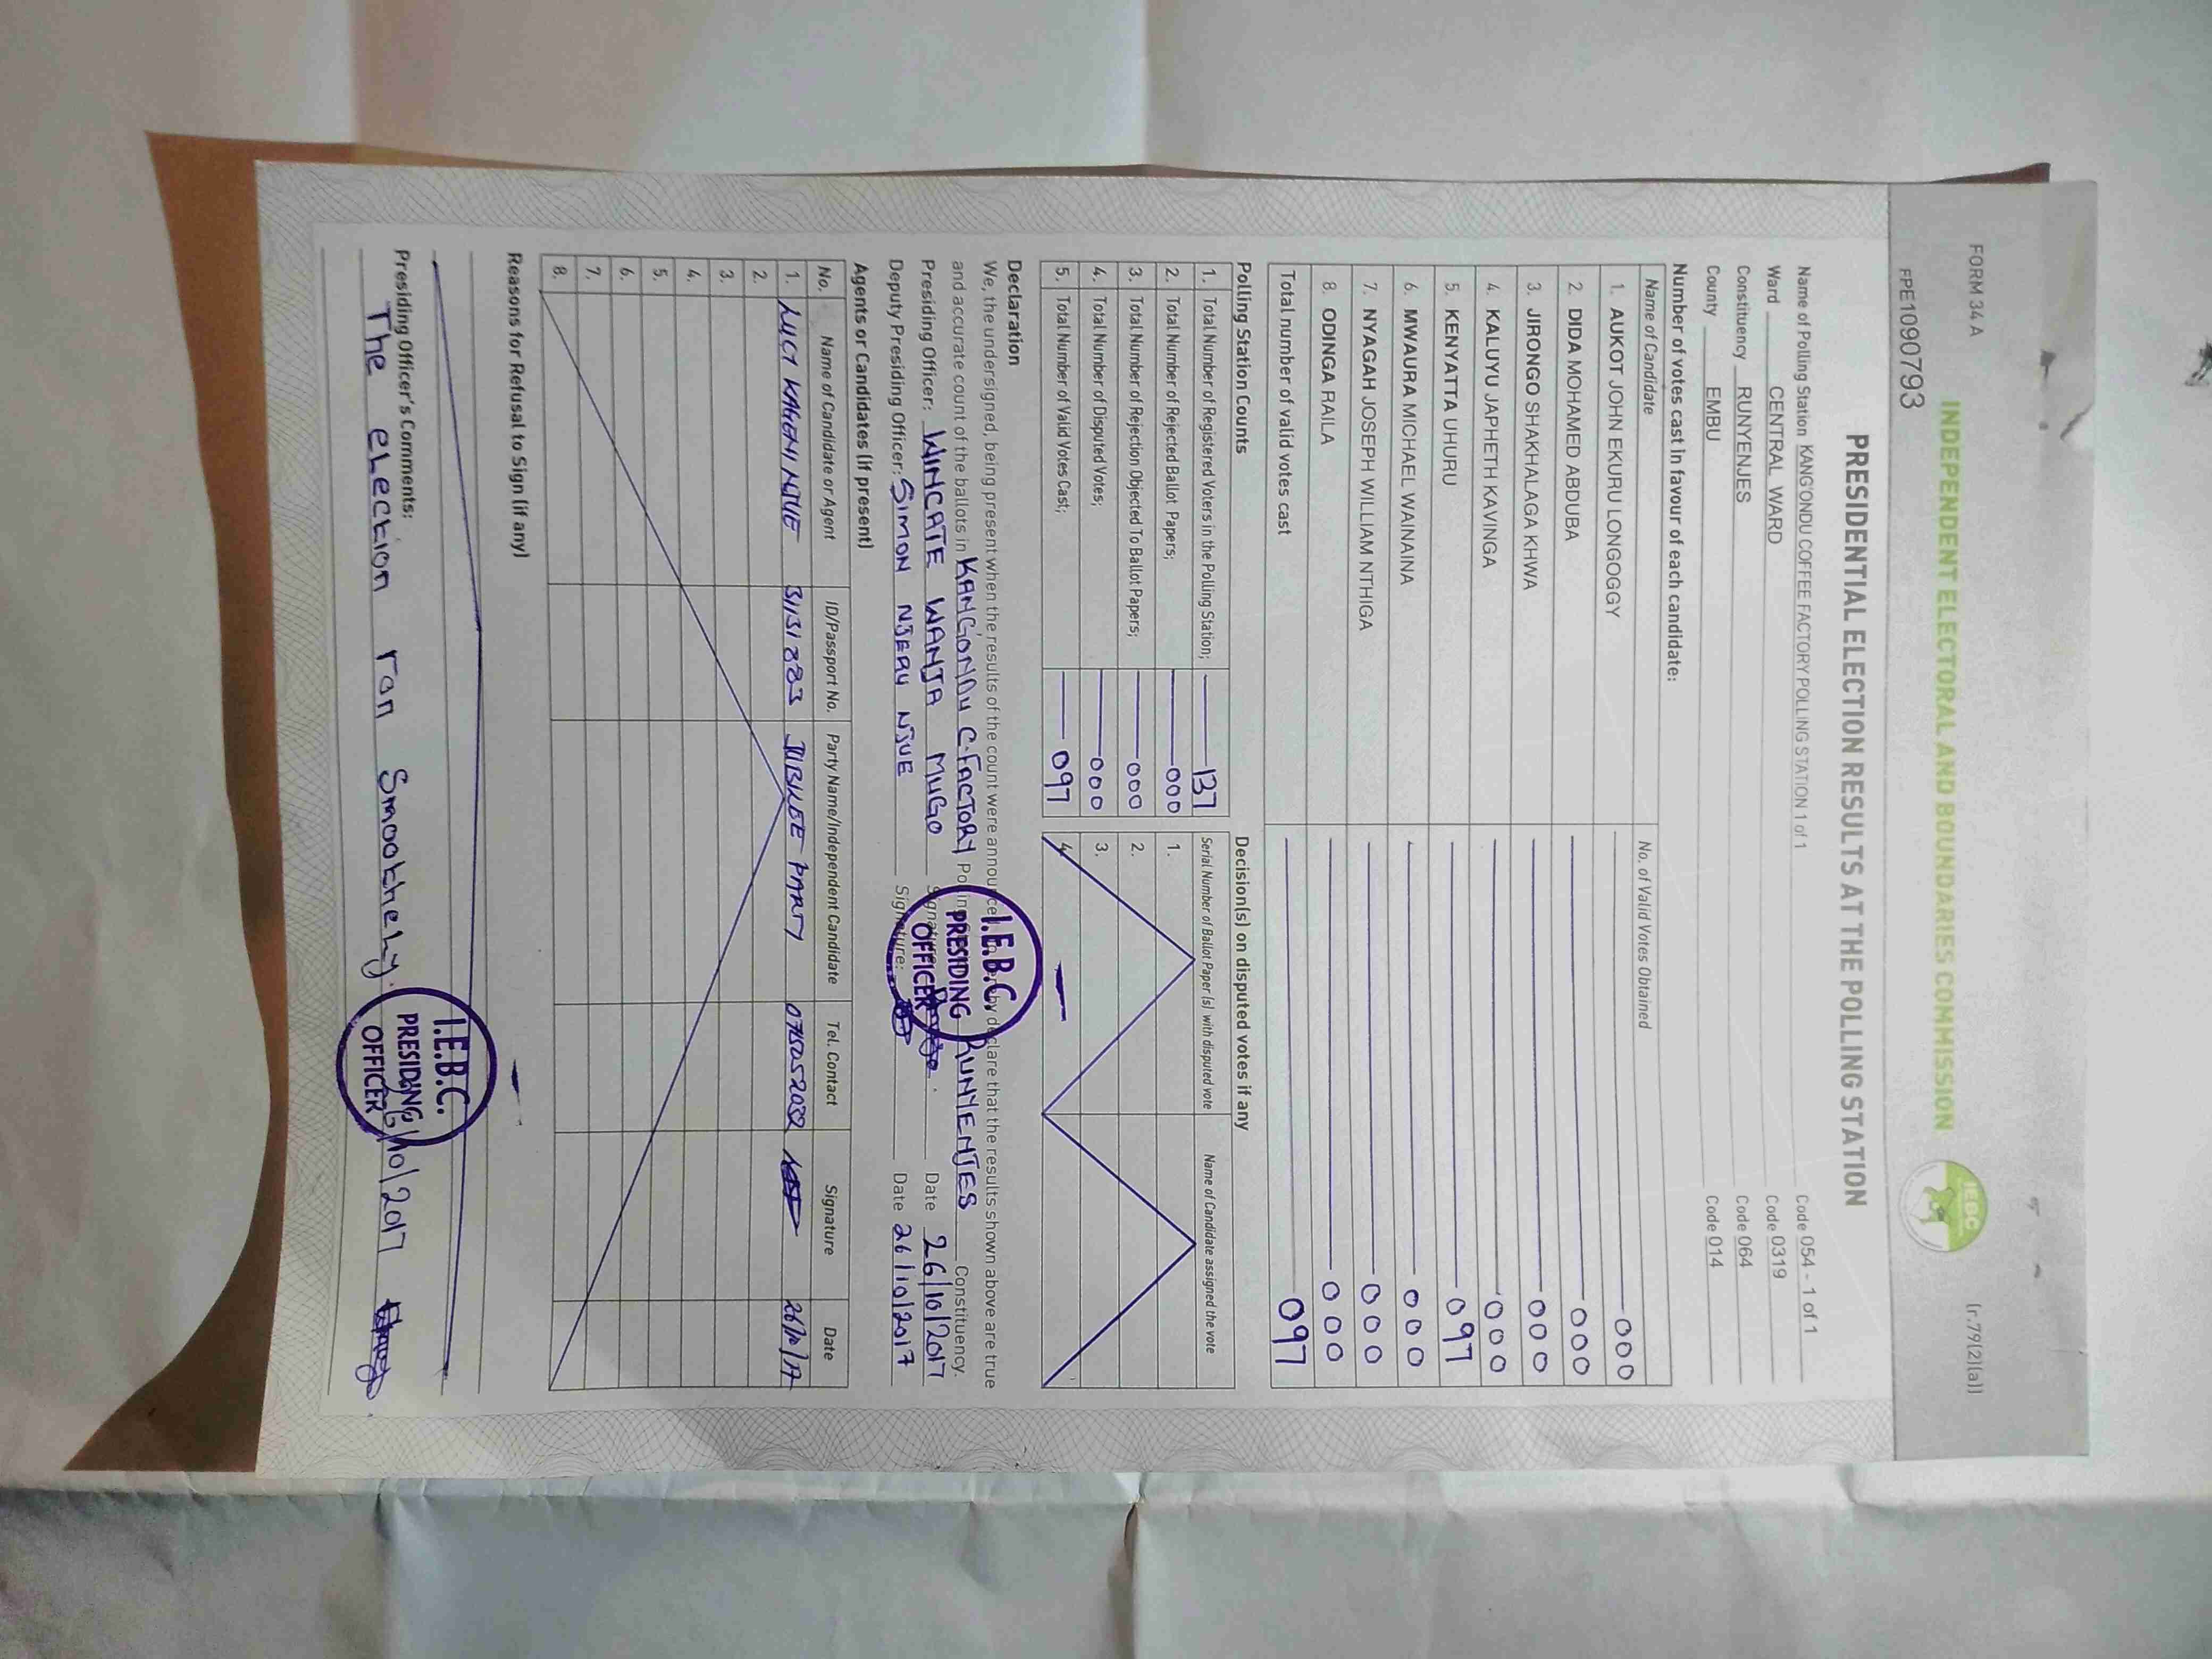 FORM 34 A
INDEPENDENT ELECTORAL AND BOUNDARIES COMMISSION
IEBC
(r.79(2)(a))
FPE1090793
PRESIDENTIAL ELECTION RESULTS AT THE POLLING STATION
Name of Polling Station KANG'ONDU COFFEE FACTORY POLLING STATION 1 of 1 Code 054 - 1 of 1
Ward CENTRAL WARD Code 0319
Constituency RUNYENJES Code 064
County EMBU Code 014
Number of votes cast in favour of each candidate:
Name of Candidate No. of Valid Votes Obtained
1. AUKOT JOHN EKURU LONGOGGY 000
2. DIDA MOHAMED ABDUBA 000
3. JIRONGO SHAKHALAGA KHWA 000
4. KALUYU JAPHETH KAVINGA 000
5. KENYATTA UHURU 097
6. MWAURA MICHAEL WAINAINA 000
7. NYAGAH JOSEPH WILLIAM NTHIGA 000
8. ODINGA RAILA 000
Total number of valid votes cast 097
Polling Station Counts Decision(s) on disputed votes if any
1. Total Number of Registered Voters in the Polling Station; 137 Serial Number of Ballot Paper (s) with disputed vote Name of Candidate assigned the vote
2. Total Number of Rejected Ballot Papers; 000 1.
3. Total Number of Rejection Objected To Ballot Papers; 000 2.
4. Total Number of Disputed Votes; 000 3.
5. Total Number of Valid Votes Cast; 097 4.
Declaration
We, the undersigned, being present when the results of the count were announced, hereby declare that the results shown above are true
and accurate count of the ballots in KANG'ONDU C.FACTORY Polling RUNYENJES Constituency.
Presiding Officer: WINCATE WANJA MUGO Signature: Date 26/10/2017
Deputy Presiding Officer: SIMON NJERU NJUE Signature: Date 26/10/2017
I.E.B.C.
PRESIDING
OFFICER
Agents or Candidates (if present)
No. Name of Candidate or Agent ID/Passport No. Party Name/Independent Candidate Tel. Contact Signature Date
1. LUCY KAGENI NJUE 31131283 JUBILEE PARTY 0715052032 26/10/17
2.
3.
4.
5.
6.
7.
8.
Reasons for Refusal to Sign (if any)
Presiding Officer's Comments:
The election ran smoothely. 26/10/2017
I.E.B.C.
PRESIDING
OFFICER